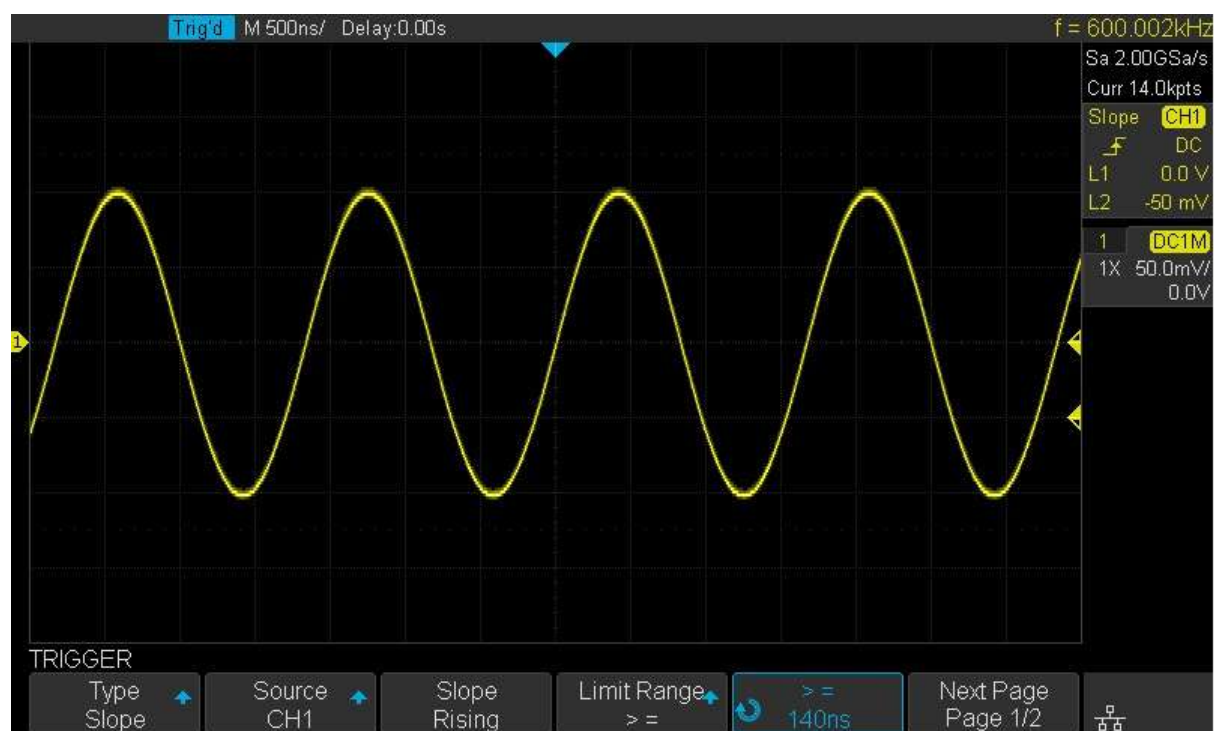 Trig'd M 500ns/ Delay:0.00s f = 600.002kHz
Sa 2.00GSa/s
Curr 14.0kpts
Slope CH1
DC
L1 0.0 V
L2 -50 mV
1 DC1M
1X 50.0mV/
0.0V
1
TRIGGER
Type Source Slope Limit Range > = Next Page
Slope CH1 Rising > = 140ns Page 1/2